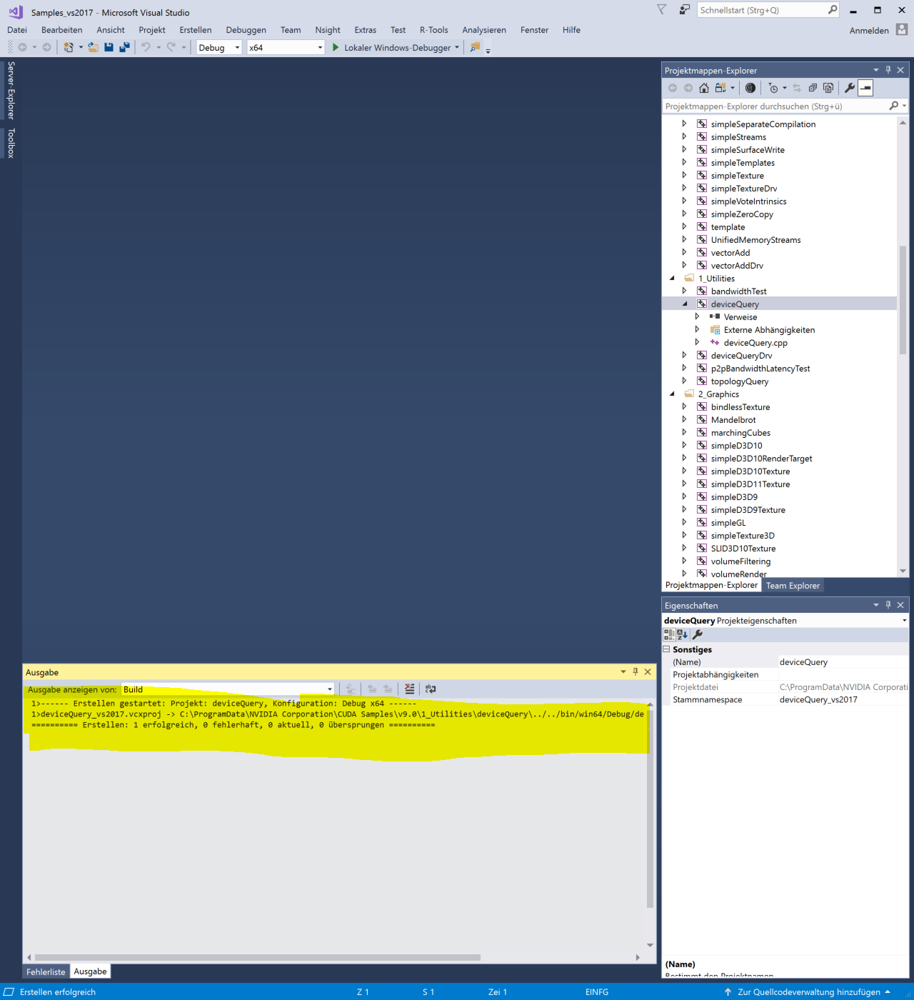 Samples_vs2017 - Microsoft Visual Studio
Schnellstart (Strg+Q)
Datei Bearbeiten Ansicht Projekt Erstellen Debuggen Team Nsight Extras Test R-Tools Analysieren Fenster Hilfe
Anmelden
Debug x64 Lokaler Windows-Debugger
Server-Explorer
Toolbox
Projektmappen-Explorer
Projektmappen-Explorer durchsuchen (Strg+ü)
simpleSeparateCompilation
simpleStreams
simpleSurfaceWrite
simpleTemplates
simpleTexture
simpleTextureDrv
simpleVoteIntrinsics
simpleZeroCopy
template
UnifiedMemoryStreams
vectorAdd
vectorAddDrv
1_Utilities
bandwidthTest
deviceQuery
Verweise
Externe Abhängigkeiten
deviceQuery.cpp
deviceQueryDrv
p2pBandwidthLatencyTest
topologyQuery
2_Graphics
bindlessTexture
Mandelbrot
marchingCubes
simpleD3D10
simpleD3D10RenderTarget
simpleD3D10Texture
simpleD3D11Texture
simpleD3D9
simpleD3D9Texture
simpleGL
simpleTexture3D
SLID3D10Texture
volumeFiltering
volumeRender
Projektmappen-Explorer Team Explorer
Eigenschaften
deviceQuery Projekteigenschaften
Sonstiges
(Name) deviceQuery
Projektabhängigkeiten
Projektdatei C:\ProgramData\NVIDIA Corporati
Stammnamespace deviceQuery_vs2017
(Name)
Bestimmt den Projektnamen
Ausgabe
Ausgabe anzeigen von: Build
1>------ Erstellen gestartet: Projekt: deviceQuery, Konfiguration: Debug x64 ------
1>deviceQuery_vs2017.vcxproj -> C:\ProgramData\NVIDIA Corporation\CUDA Samples\v9.0\1_Utilities\deviceQuery\../../bin/win64/Debug/de
========== Erstellen: 1 erfolgreich, 0 fehlerhaft, 0 aktuell, 0 übersprungen ==========
Fehlerliste Ausgabe
Erstellen erfolgreich Z 1 S 1 Zei 1 EINFG Zur Quellcodeverwaltung hinzufügen